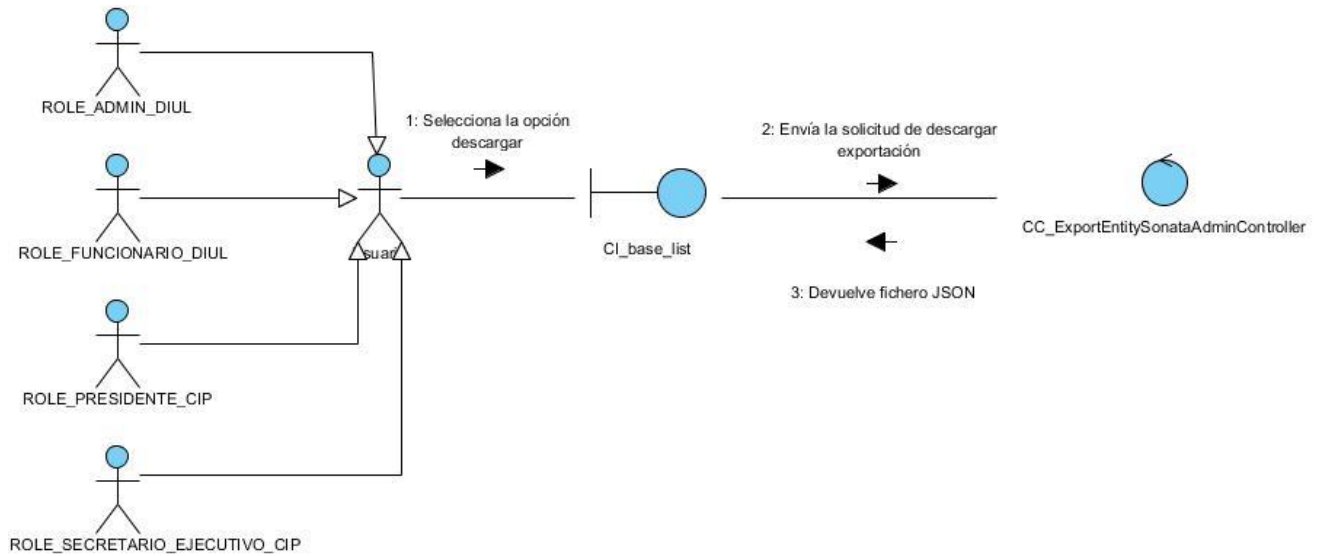 ROLE_ADMIN_DIUL
1: Selecciona la opción
descargar
2: Envía la solicitud de descargar
exportación
ROLE_FUNCIONARIO_DIUL
CI_base_list
CC_ExportEntitySonataAdminController
3: Devuelve fichero JSON
ROLE_PRESIDENTE_CIP
ROLE_SECRETARIO_EJECUTIVO_CIP